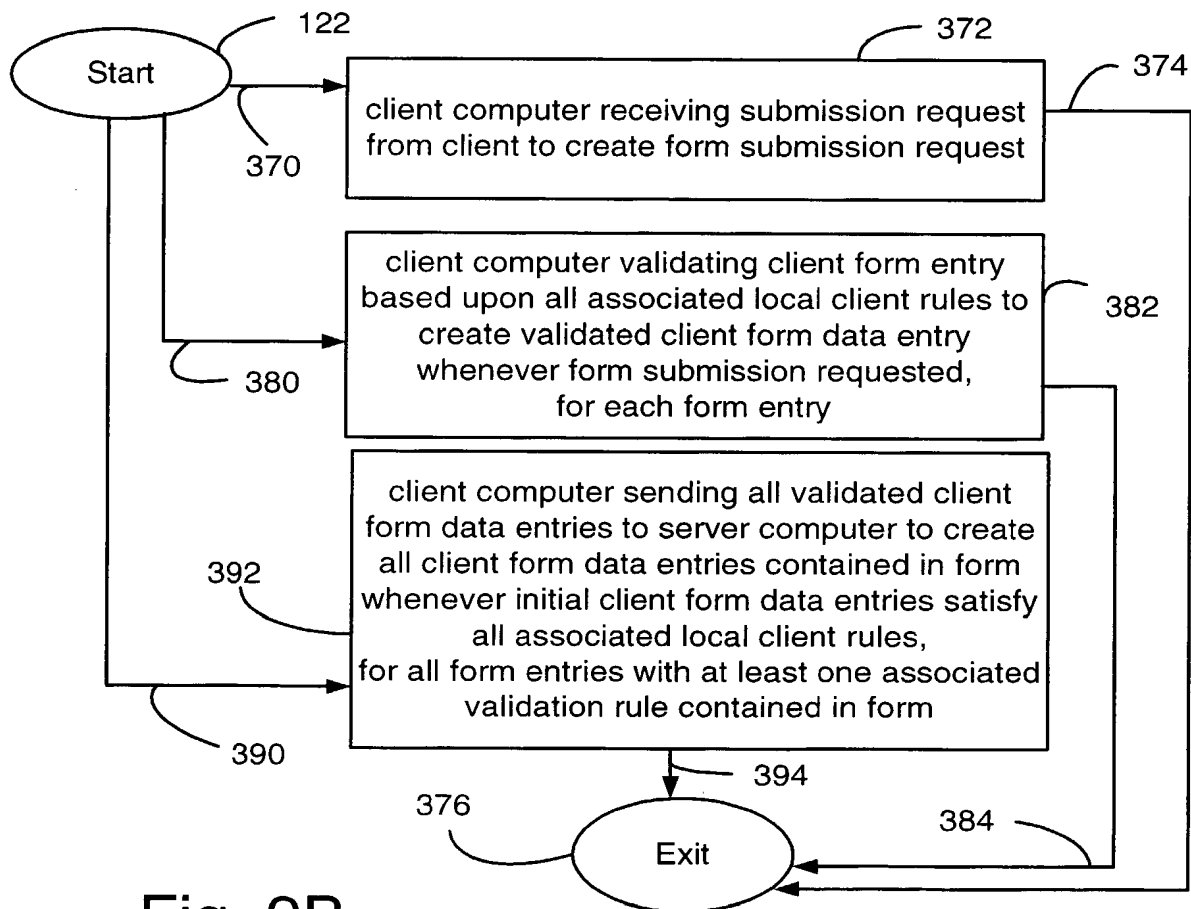 122
Start
370
372
client computer receiving submission request
from client to create form submission request
374
client computer validating client form entry
based upon all associated local client rules to
create validated client form data entry
whenever form submission requested,
for each form entry
382
380
client computer sending all validated client
form data entries to server computer to create
all client form data entries contained in form
whenever initial client form data entries satisfy
all associated local client rules,
for all form entries with at least one associated
validation rule contained in form
392
390
394
376
Exit
384